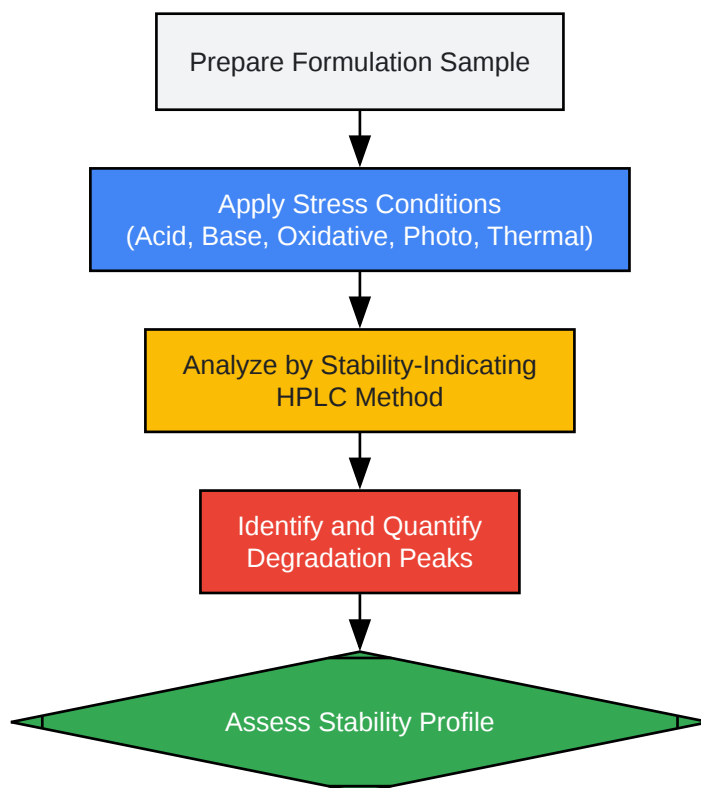 Prepare Formulation Sample
Apply Stress Conditions
(Acid, Base, Oxidative, Photo, Thermal)
Analyze by Stability-Indicating
HPLC Method
Identify and Quantify
Degradation Peaks
Assess Stability Profile